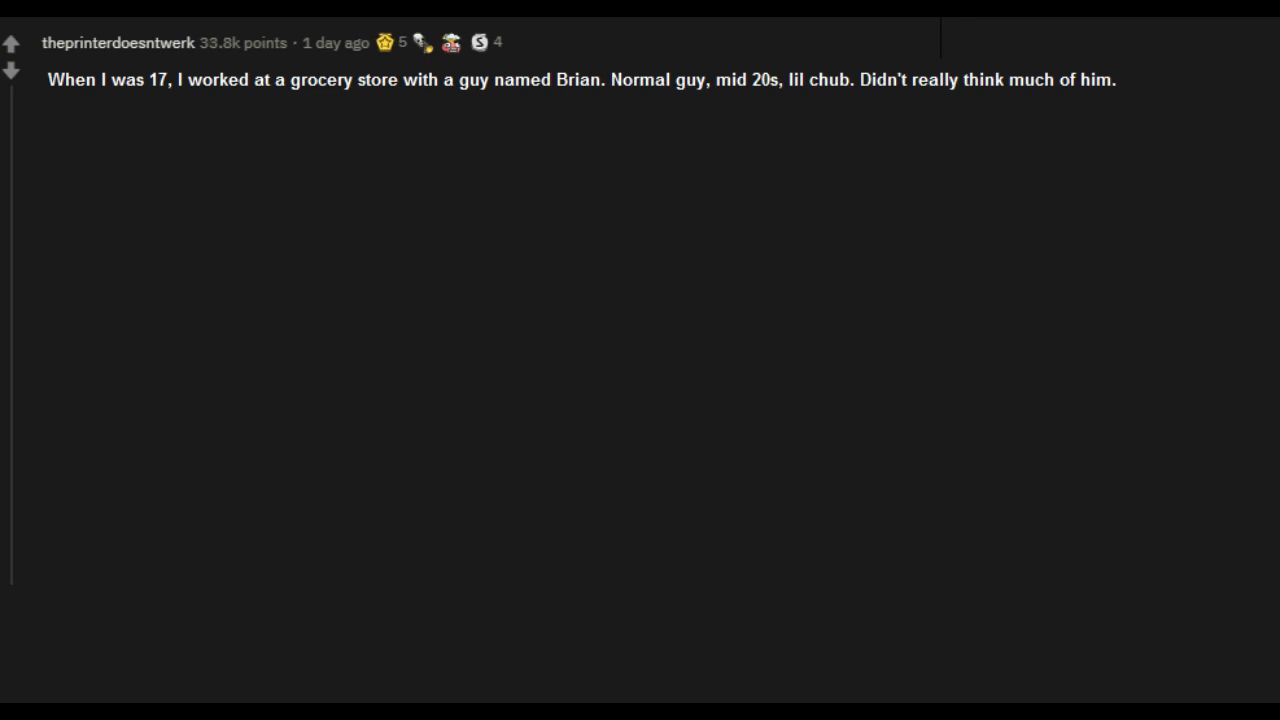 theprinterdoesntwerk 33.8k points · 1 day ago 5 4
When I was 17, I worked at a grocery store with a guy named Brian. Normal guy, mid 20s, lil chub. Didn't really think much of him.